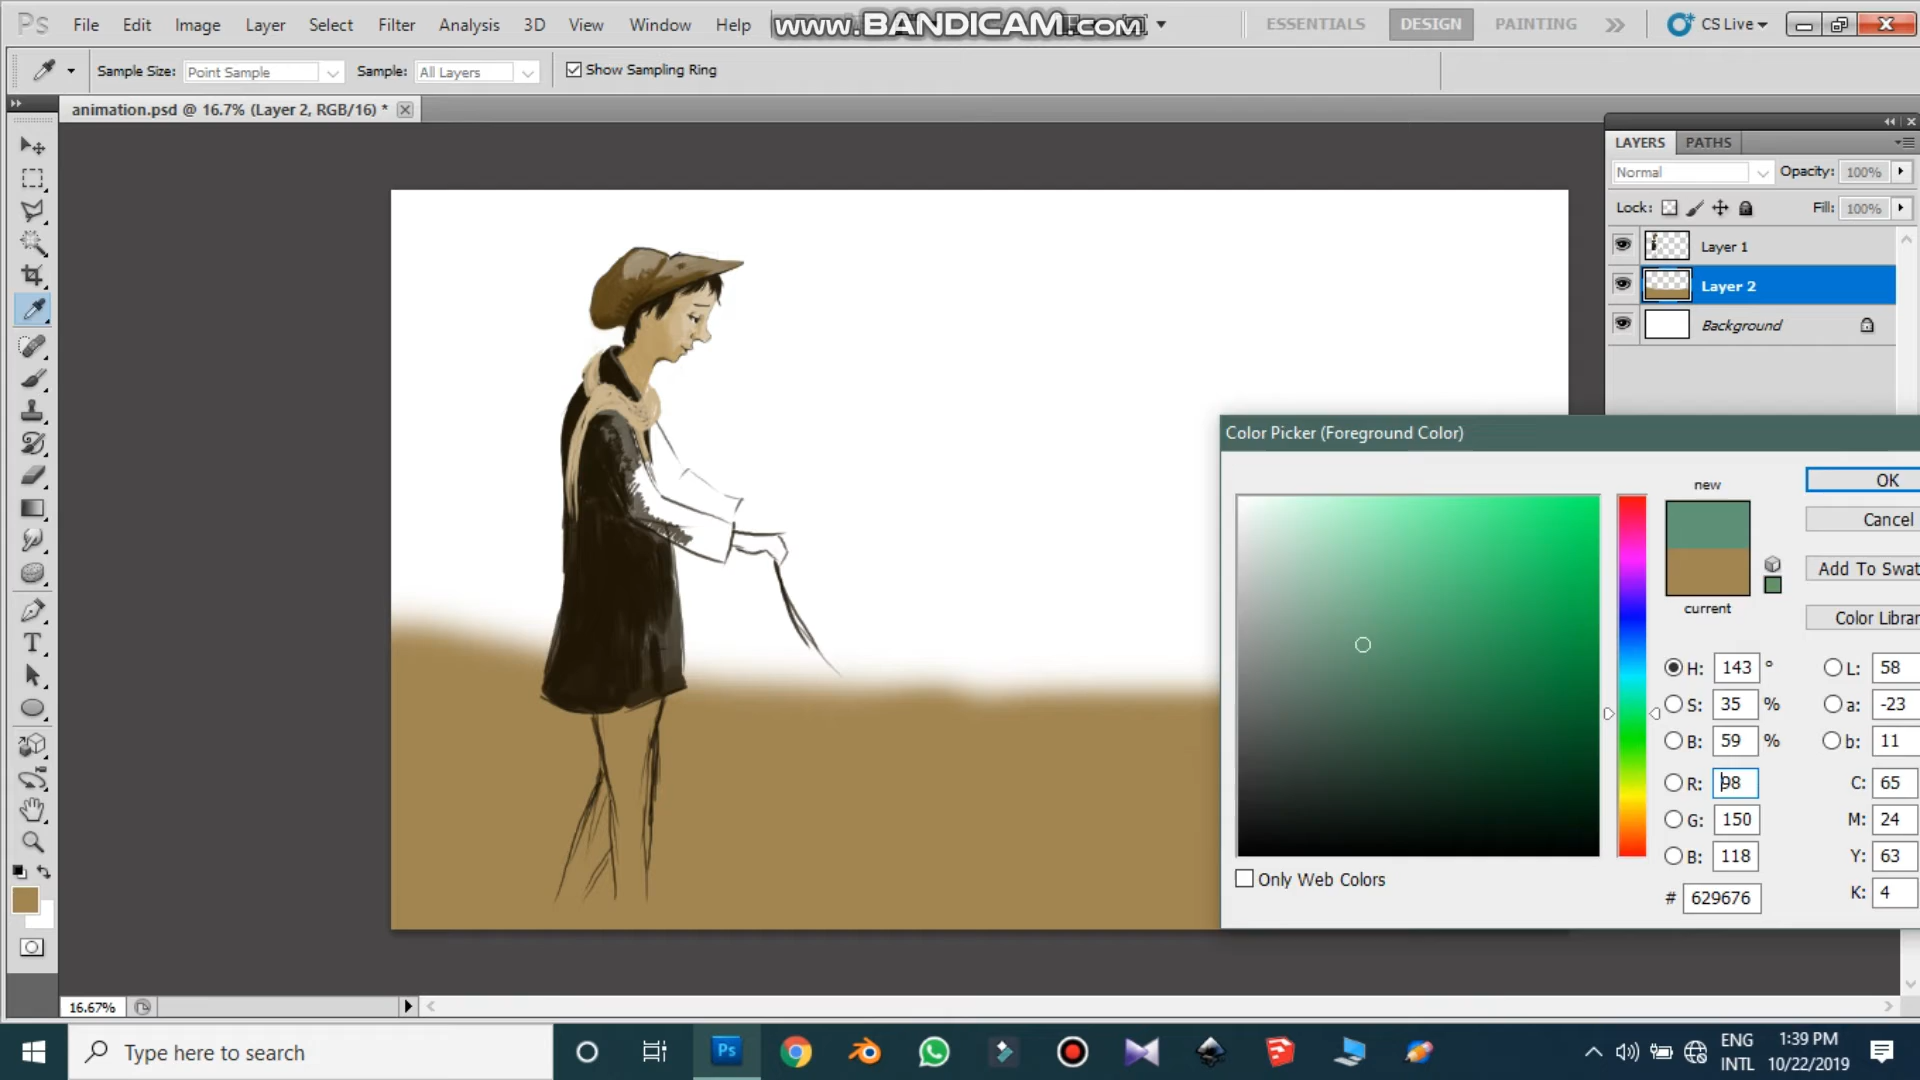 Ps File Edit Image Layer Select Filter Analysis 3D View Window Help www.BANDICAM.com ESSENTIALS DESIGN PAINTING CS Live
Sample Size: Point Sample Sample: All Layers Show Sampling Ring
animation.psd @ 16.7% (Layer 2, RGB/16) *
LAYERS PATHS
Normal Opacity: 100%
Lock: Fill: 100%
Layer 1
Layer 2
Background
Color Picker (Foreground Color)
new
OK
Cancel
Add To Swat
current
Color Librar
H: 143 ° L: 58
S: 35 % a: -23
B: 59 % b: 11
R: 98 C: 65
G: 150 M: 24
B: 118 Y: 63
Only Web Colors
# 629676 K: 4
T
16.67%
Type here to search
Ps
ENG 1:39 PM
INTL 10/22/2019